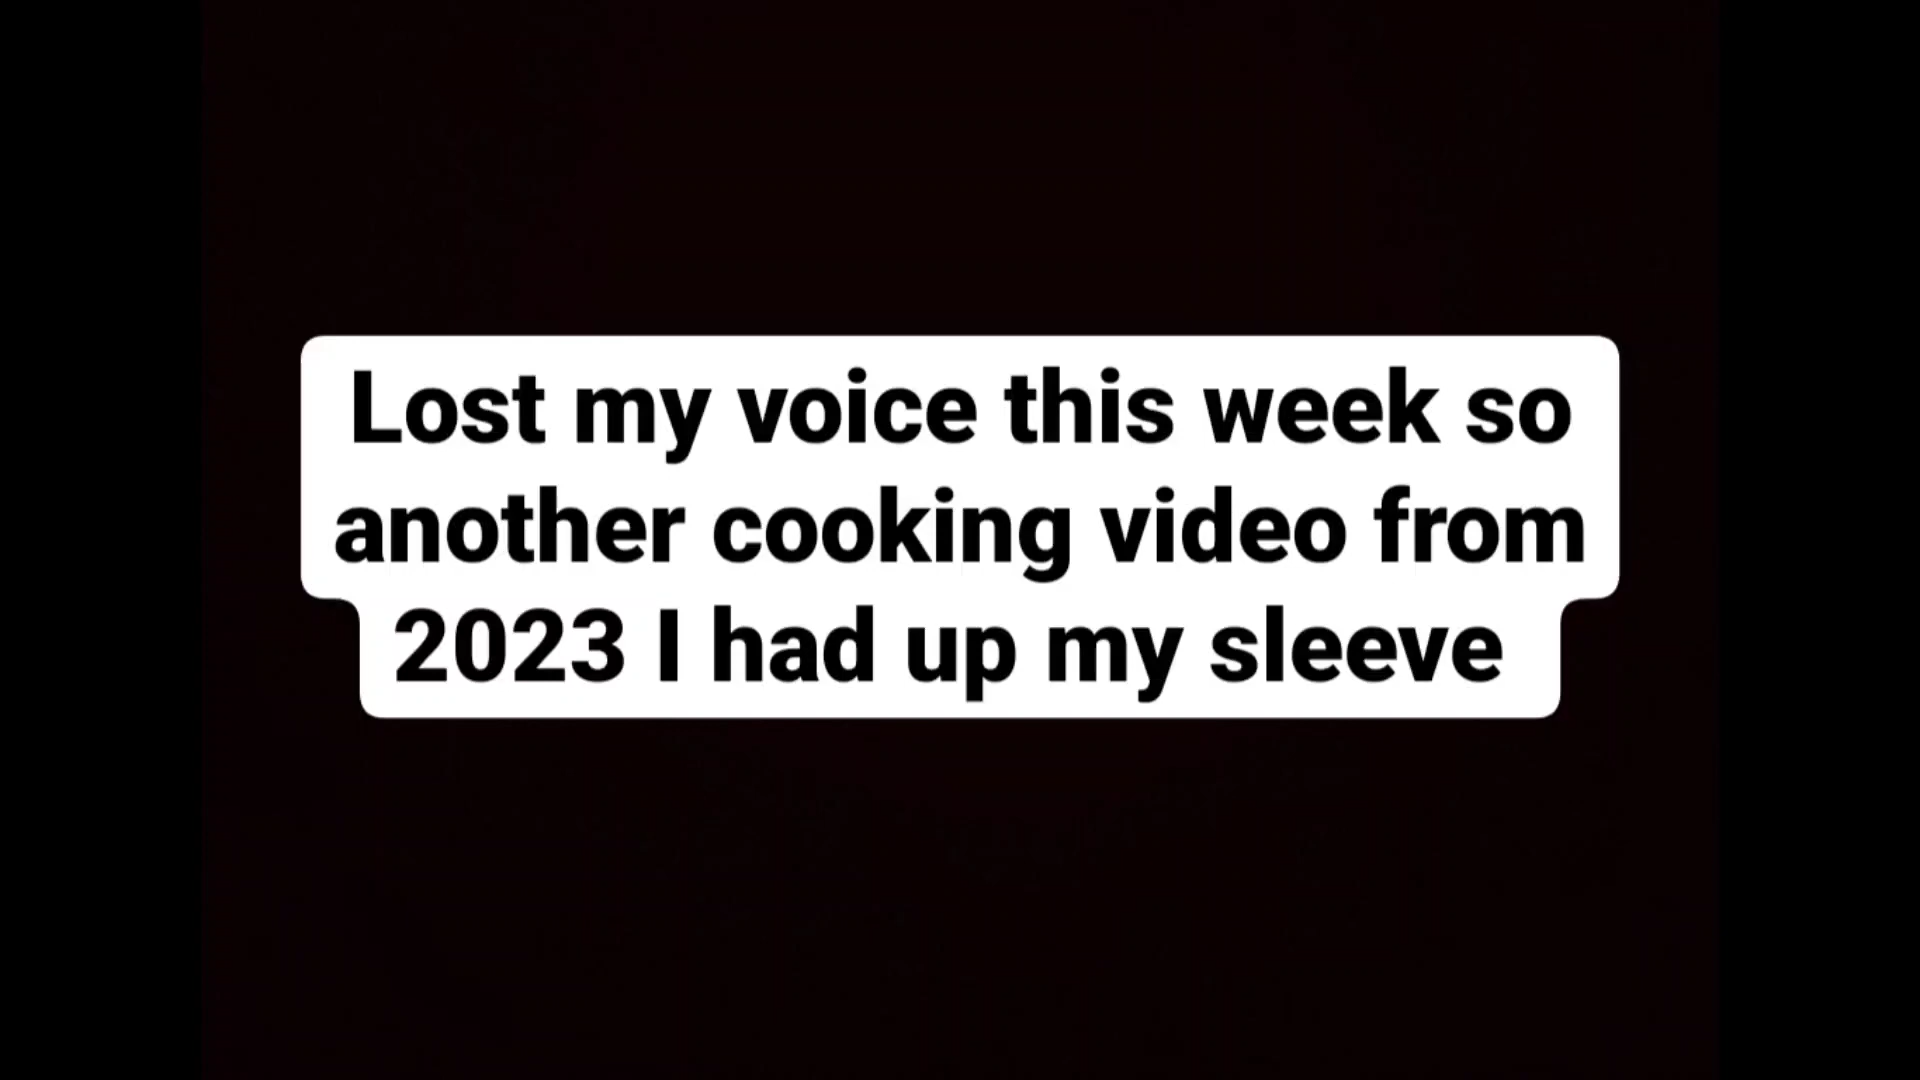 Lost my voice this week so
another cooking video from
2023 I had up my sleeve